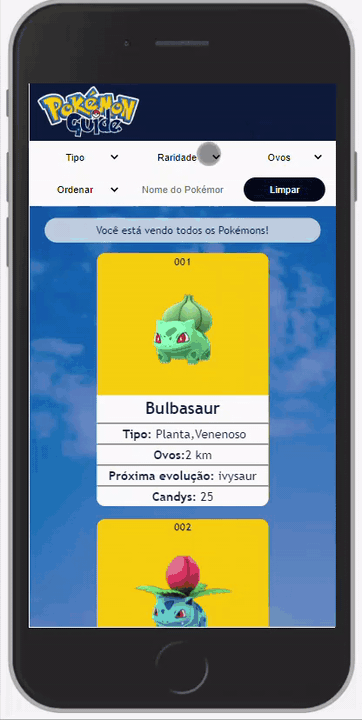 POKÉMON
Guide
Tipo Raridade Ovos
Ordenar Nome do Pokémor Limpar
Você está vendo todos os Pokémons!
001
Bulbasaur
Tipo: Planta,Venenoso
Ovos:2 km
Próxima evolução: ivysaur
Candys: 25
002